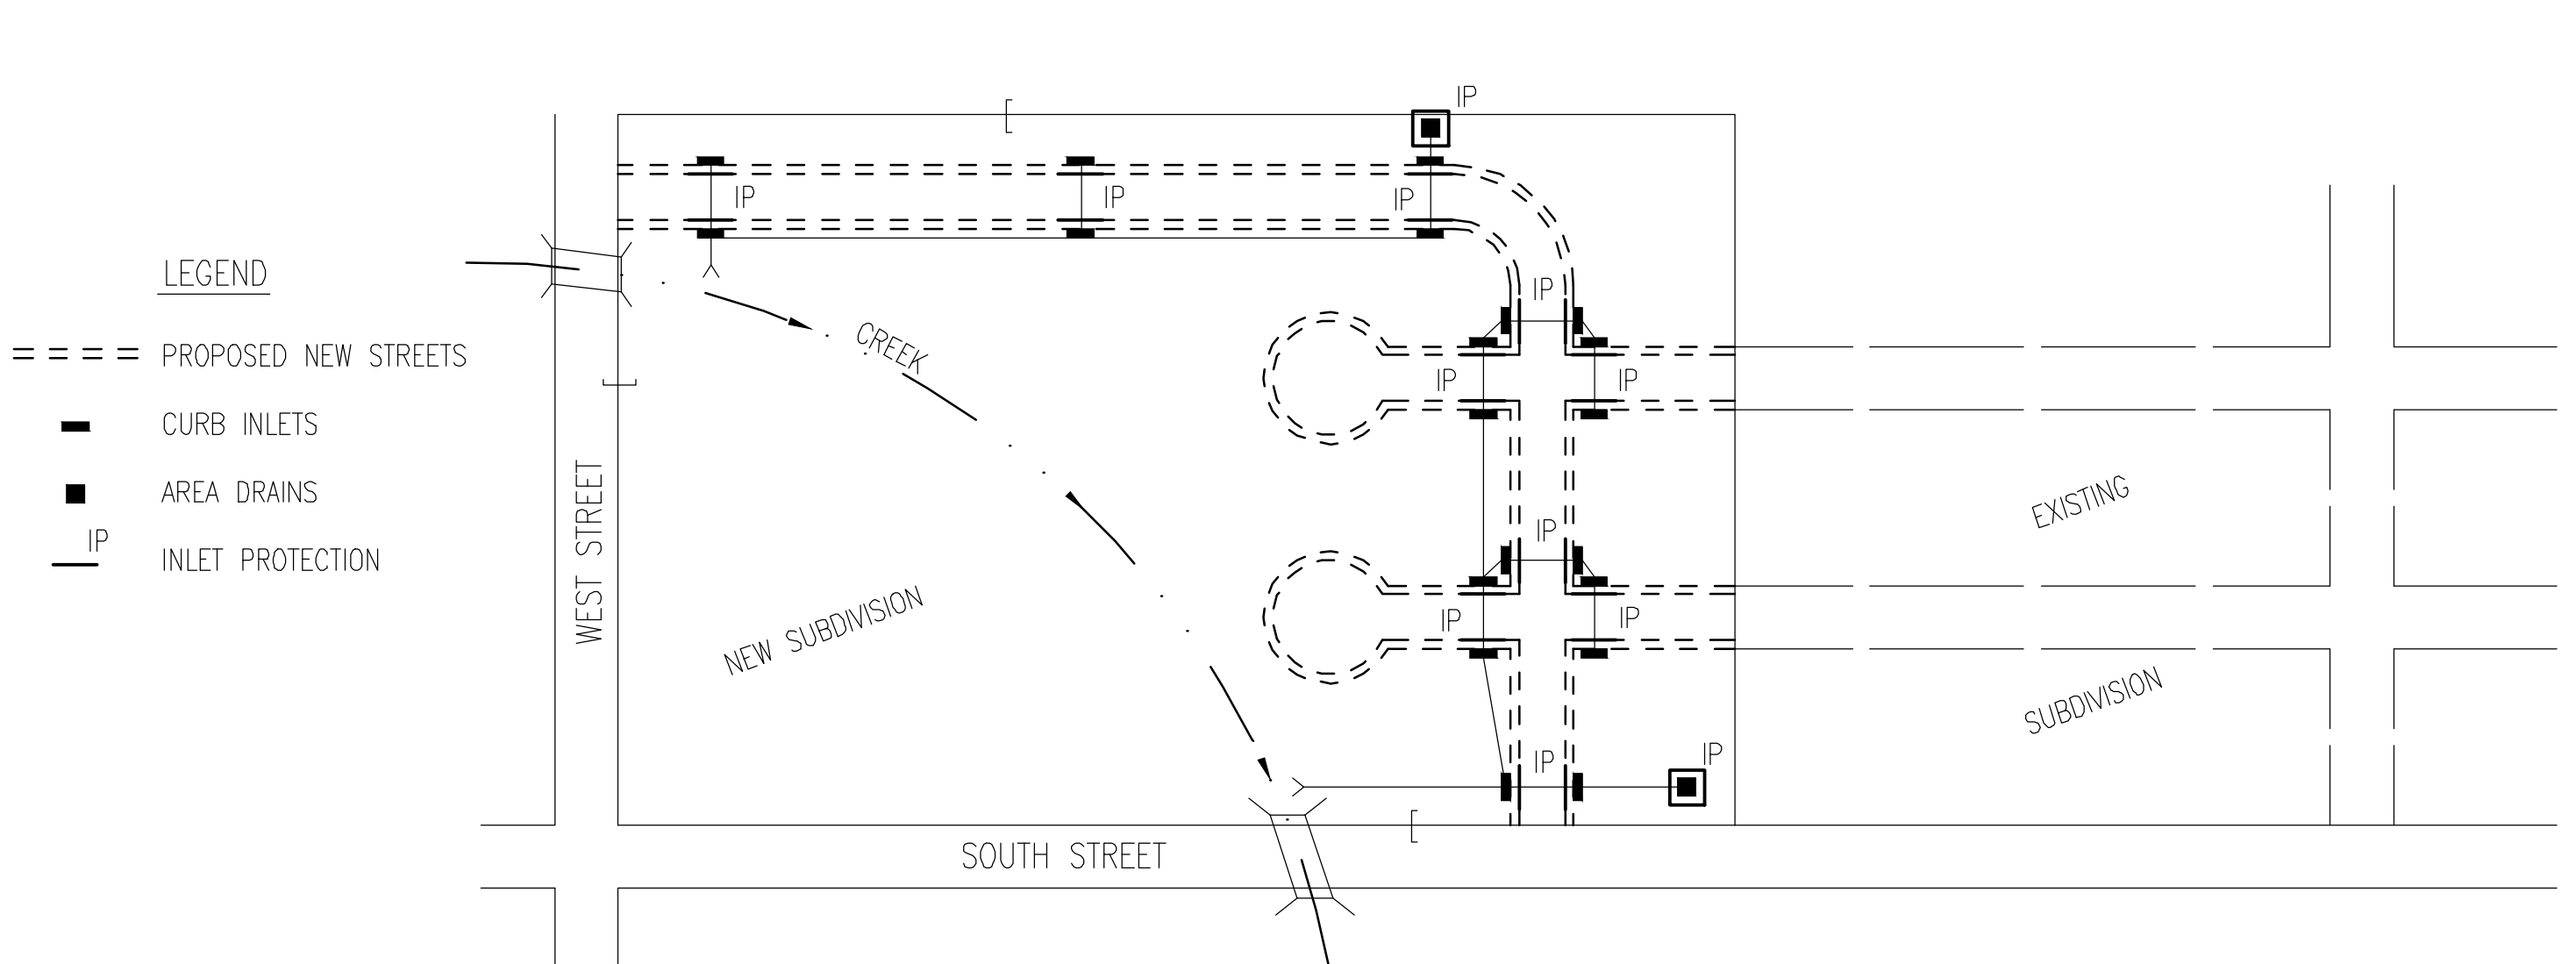 IP
IP
IP
IP
LEGEND
IP
PROPOSED NEW STREETS
CREEK
IP
IP
CURB INLETS
AREA DRAINS
EXISTING
IP
IP
INLET PROTECTION
WEST STREET
NEW SUBDIVISION
IP
IP
SUBDIVISION
IP
IP
SOUTH STREET